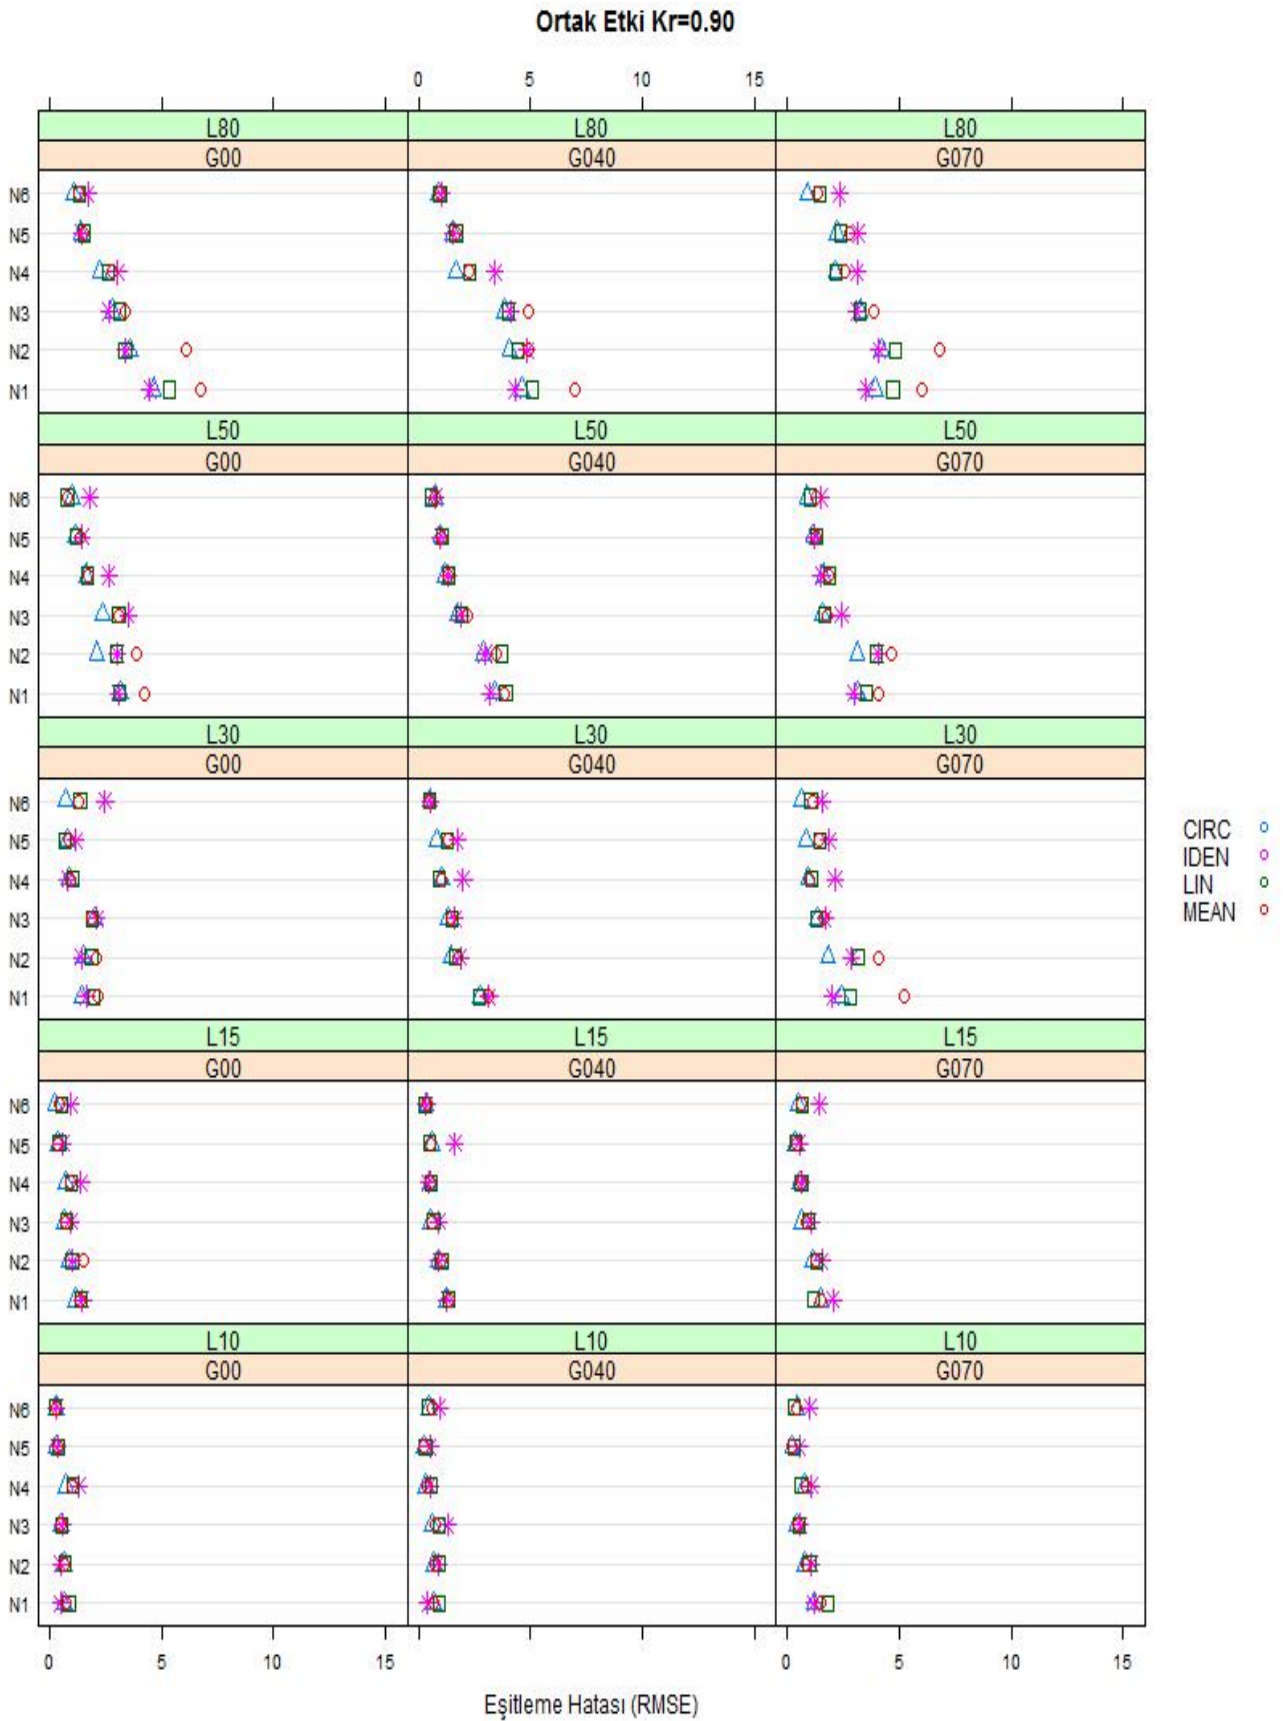 Ortak Etki Kr=0.90
0 5 10 15
L80 L80 L80
G00 G040 G070
N6
N5
N4
N3
N2
N1
L50 L50 L50
G00 G040 G070
N6
N5
N4
N3
N2
N1
L30 L30 L30
G00 G040 G070
N6
N5
N4
N3
N2
N1
CIRC
IDEN
LIN
MEAN
L15 L15 L15
G00 G040 G070
N6
N5
N4
N3
N2
N1
L10 L10 L10
G00 G040 G070
N6
N5
N4
N3
N2
N1
0 5 10 15 0 5 10 15
Eşitleme Hatası (RMSE)